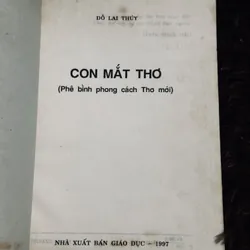 ĐỖ LAI THÚY
CON MẮT THƠ
(Phê bình phong cách Thơ mới)
NHÀ XUẤT BẢN GIÁO DỤC - 1997